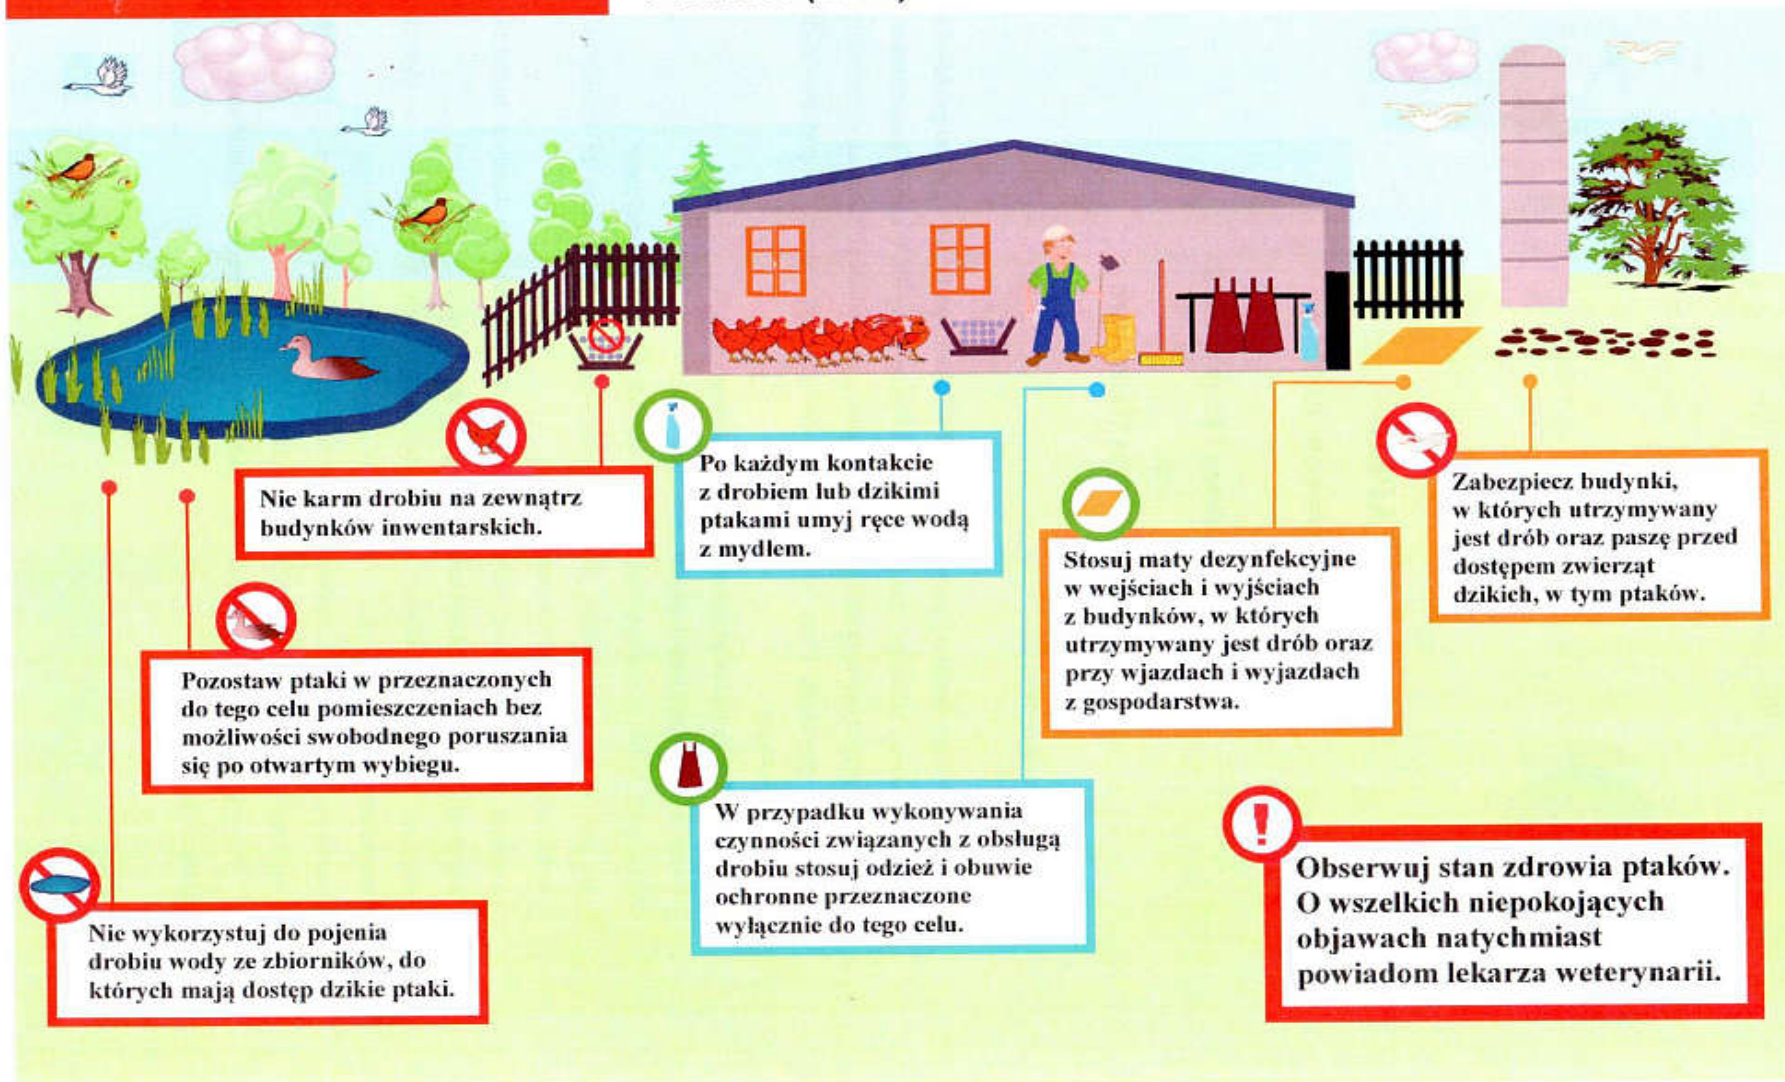 Nie karm drobiu na zewnątrz
budynków inwentarskich.
Po każdym kontakcie
z drobiem lub dzikimi
ptakami umyj ręce wodą
z mydłem.
Zabezpiecz budynki,
w których utrzymywany
jest drób oraz paszę przed
dostępem zwierząt
dzikich, w tym ptaków.
Stosuj maty dezynfekcyjne
w wejściach i wyjściach
z budynków, w których
utrzymywany jest drób oraz
przy wjazdach i wyjazdach
z gospodarstwa.
Pozostaw ptaki w przeznaczonych
do tego celu pomieszczeniach bez
możliwości swobodnego poruszania
się po otwartym wybiegu.
W przypadku wykonywania
czynności związanych z obsługą
drobiu stosuj odzież i obuwie
ochronne przeznaczone
wyłącznie do tego celu.
Nie wykorzystuj do pojenia
drobiu wody ze zbiorników, do
których mają dostęp dzikie ptaki.
!
Obserwuj stan zdrowia ptaków.
O wszelkich niepokojących
objawach natychmiast
powiadom lekarza weterynarii.